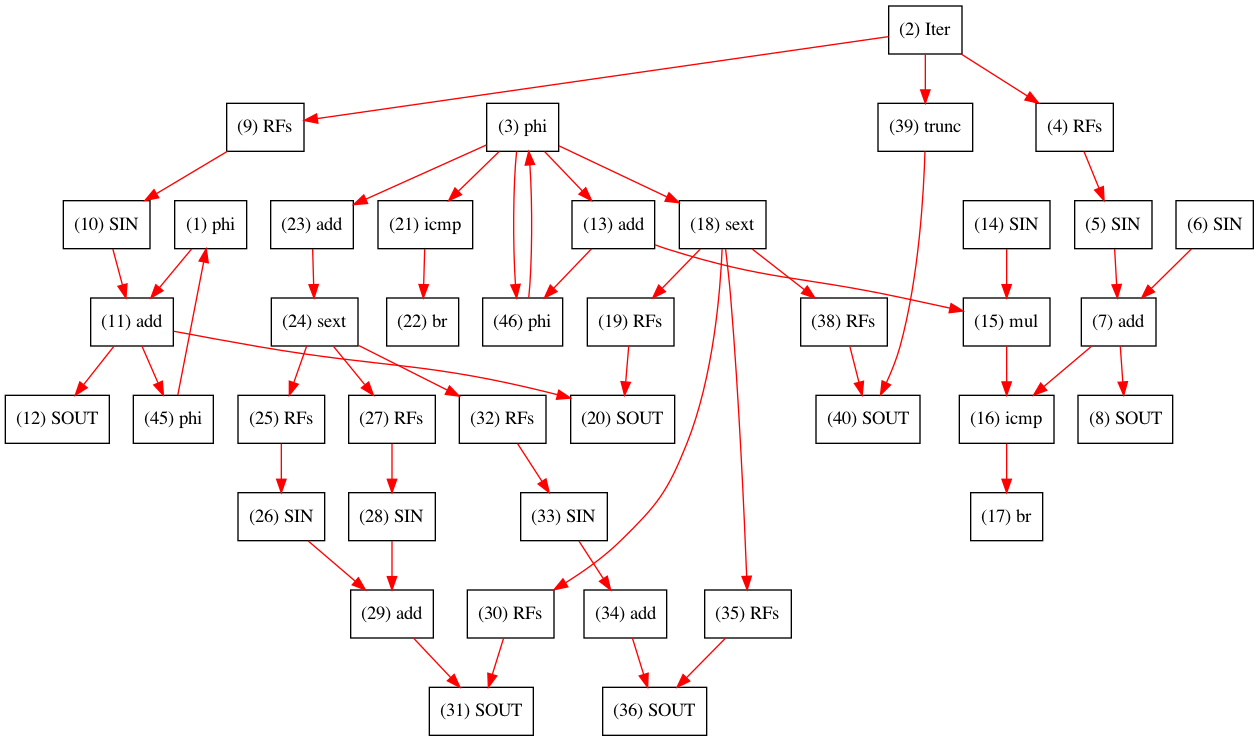 (2) Iter
(9) RFs
(3) phi
(39) trunc
(4) RFs
(10) SIN
(1) phi
(23) add
(21) icmp
(13) add
(18) sext
(14) SIN
(5) SIN
(6) SIN
(11) add
(24) sext
(22) br
(46) phi
(19) RFs
(38) RFs
(15) mul
(7) add
(12) SOUT
(45) phi
(25) RFs
(27) RFs
(32) RFs
(20) SOUT
(40) SOUT
(16) icmp
(8) SOUT
(26) SIN
(28) SIN
(33) SIN
(17) br
(29) add
(30) RFs
(34) add
(35) RFs
(31) SOUT
(36) SOUT